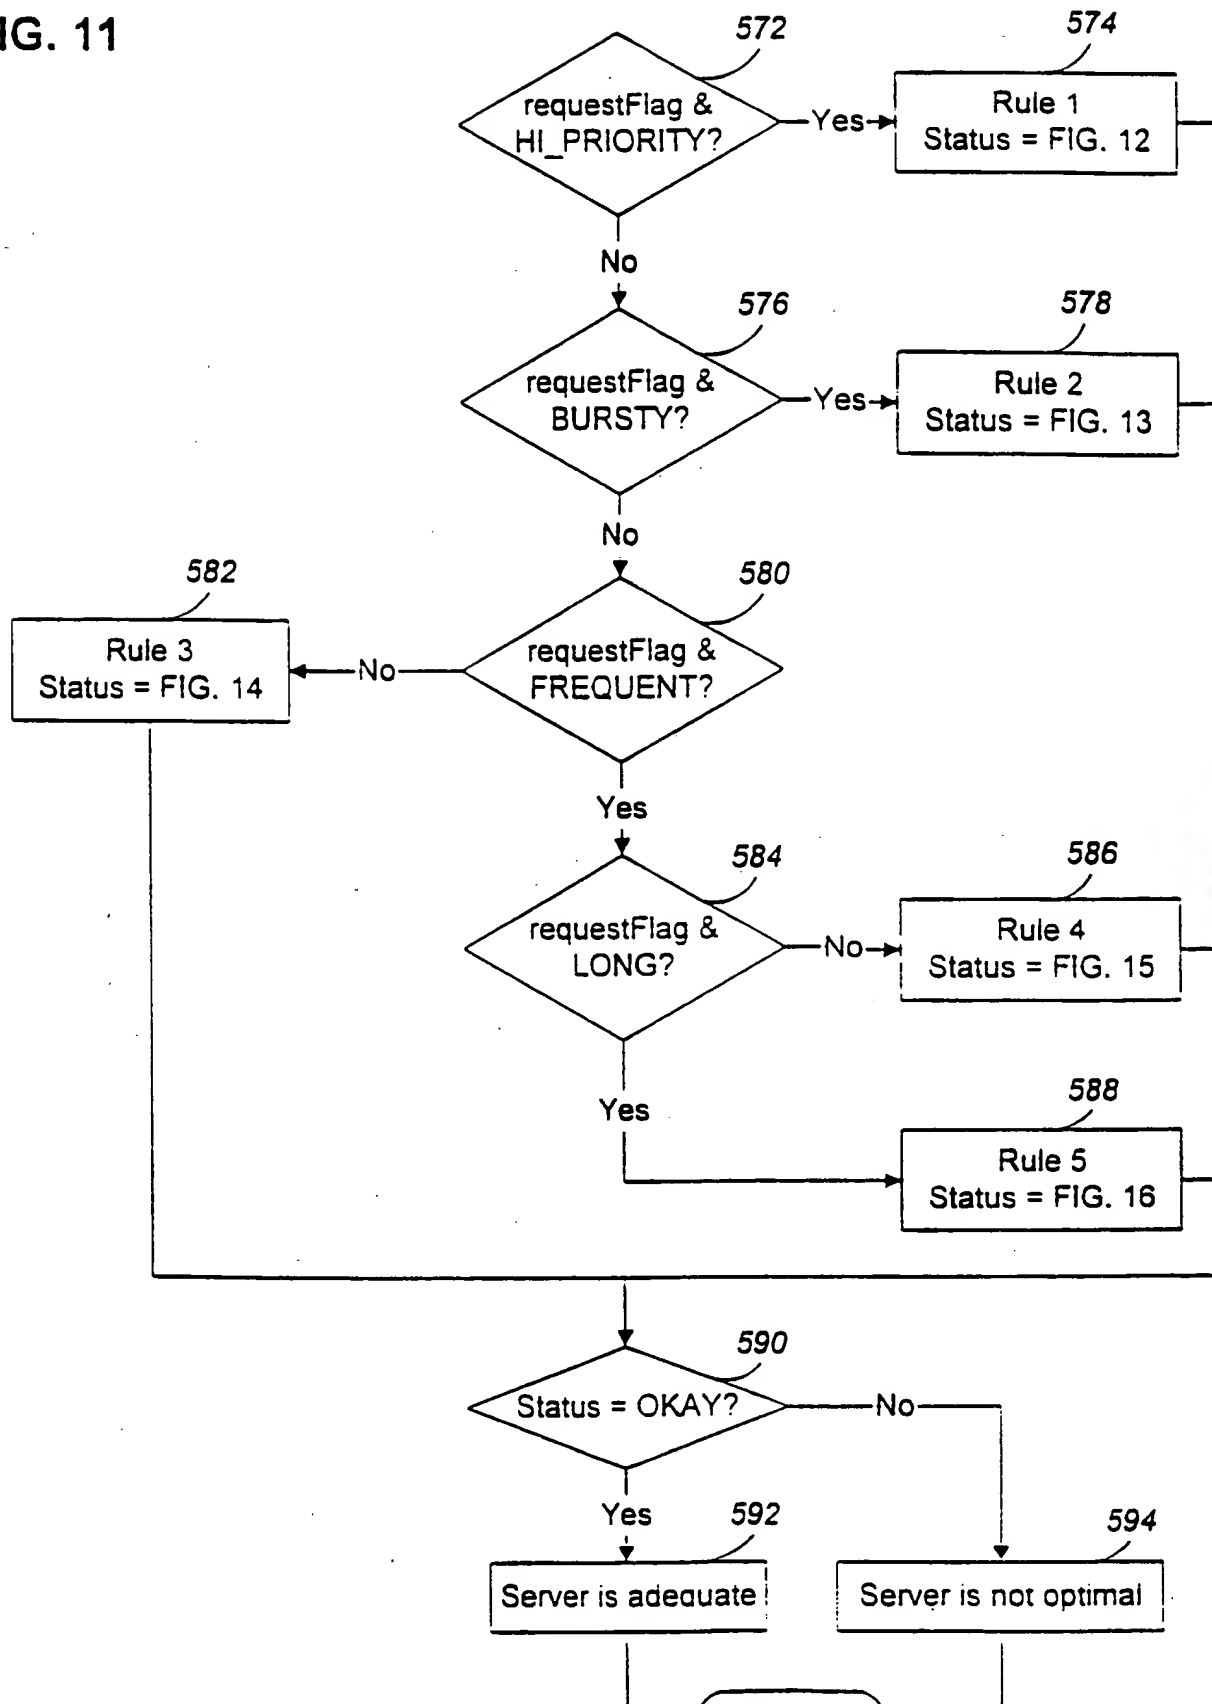 IG. 11
572
574
requestFlag &
HI_PRIORITY?
Yes
Rule 1
Status = FIG. 12
No
576
578
requestFlag &
BURSTY?
Yes
Rule 2
Status = FIG. 13
No
582
580
Rule 3
Status = FIG. 14
No
requestFlag &
FREQUENT?
Yes
584
586
requestFlag &
LONG?
No
Rule 4
Status = FIG. 15
Yes
588
Rule 5
Status = FIG. 16
590
Status = OKAY?
No
Yes
592
594
Server is adequate
Server is not optimal